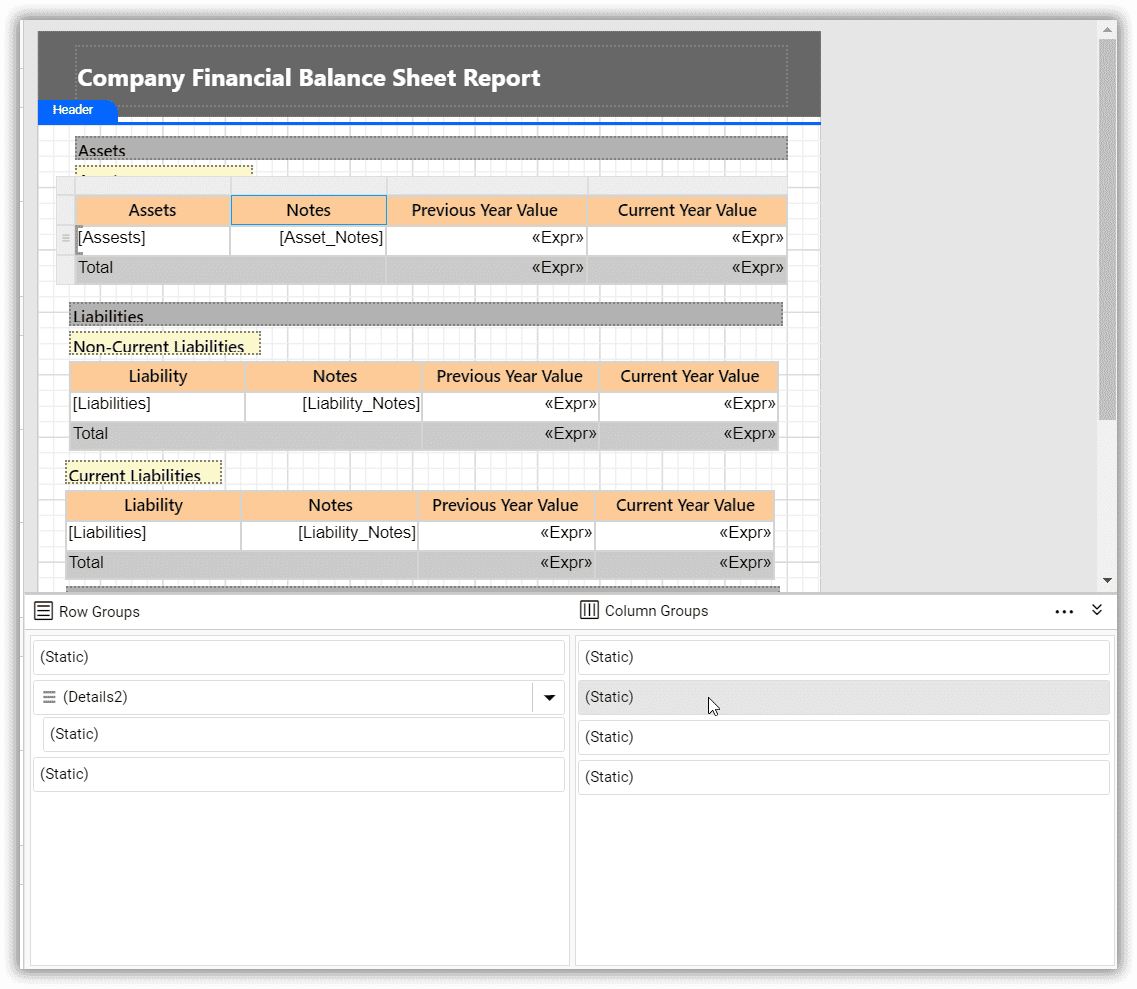 Company Financial Balance Sheet Report
Header
Assets
Assets Notes Previous Year Value Current Year Value
[Assests] [Asset_Notes] «Expr» «Expr»
Total «Expr» «Expr»
Liabilities
Non-Current Liabilities
Liability Notes Previous Year Value Current Year Value
[Liabilities] [Liability_Notes] «Expr» «Expr»
Total «Expr» «Expr»
Current Liabilities
Liability Notes Previous Year Value Current Year Value
[Liabilities] [Liability_Notes] «Expr» «Expr»
Total «Expr» «Expr»
Row Groups Column Groups
(Static) (Static)
(Details2) (Static)
(Static) (Static)
(Static) (Static)